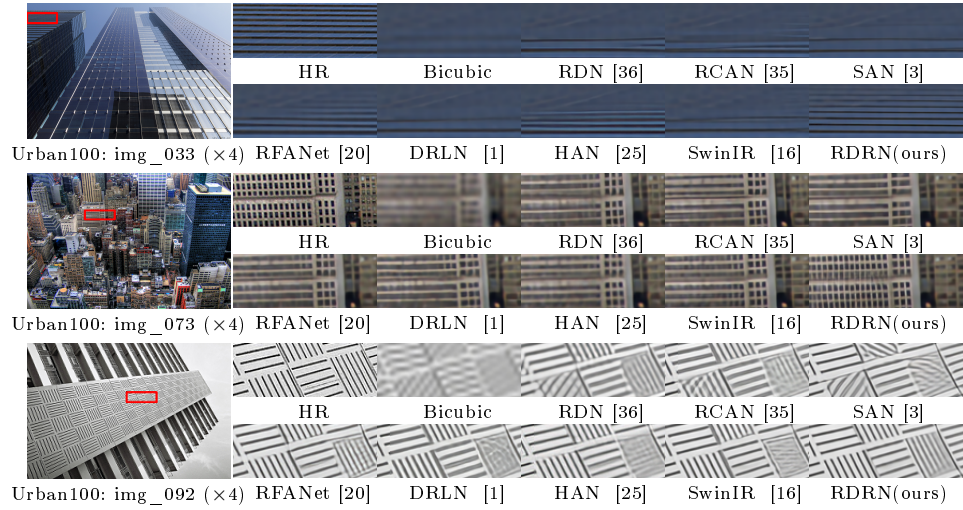 HR Bicubic RDN [36] RCAN [35] SAN [3]
Urban100: img_033 (×4) RFANet [20] DRLN [1] HAN [25] SwinIR [16] RDRN(ours)
HR Bicubic RDN [36] RCAN [35] SAN [3]
Urban100: img_073 (×4) RFANet [20] DRLN [1] HAN [25] SwinIR [16] RDRN(ours)
HR Bicubic RDN [36] RCAN [35] SAN [3]
Urban100: img_092 (×4) RFANet [20] DRLN [1] HAN [25] SwinIR [16] RDRN(ours)